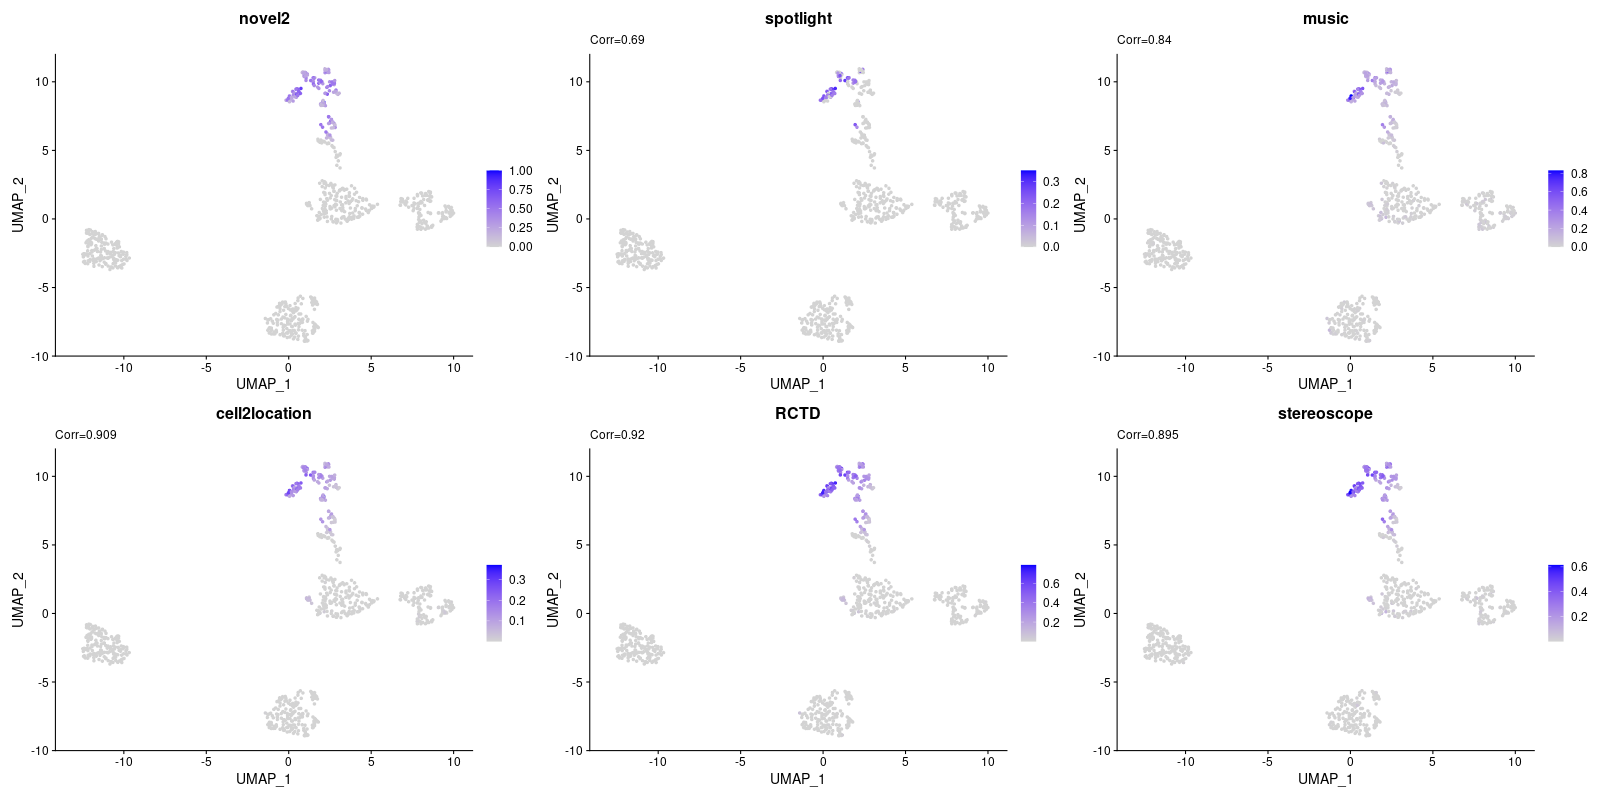 novel2
10
5
0
-5
-10
-10 -5 0 5 10
UMAP_1
UMAP_2
1.00
0.75
0.50
0.25
0.00
spotlight
Corr=0.69
10
5
0
-5
-10
-10 -5 0 5 10
UMAP_1
UMAP_2
0.3
0.2
0.1
0.0
music
Corr=0.84
10
5
0
-5
-10
-10 -5 0 5 10
UMAP_1
UMAP_2
0.8
0.6
0.4
0.2
0.0
cell2location
Corr=0.909
10
5
0
-5
-10
-10 -5 0 5 10
UMAP_1
UMAP_2
0.3
0.2
0.1
RCTD
Corr=0.92
10
5
0
-5
-10
-10 -5 0 5 10
UMAP_1
UMAP_2
0.6
0.4
0.2
stereoscope
Corr=0.895
10
5
0
-5
-10
-10 -5 0 5 10
UMAP_1
UMAP_2
0.6
0.4
0.2